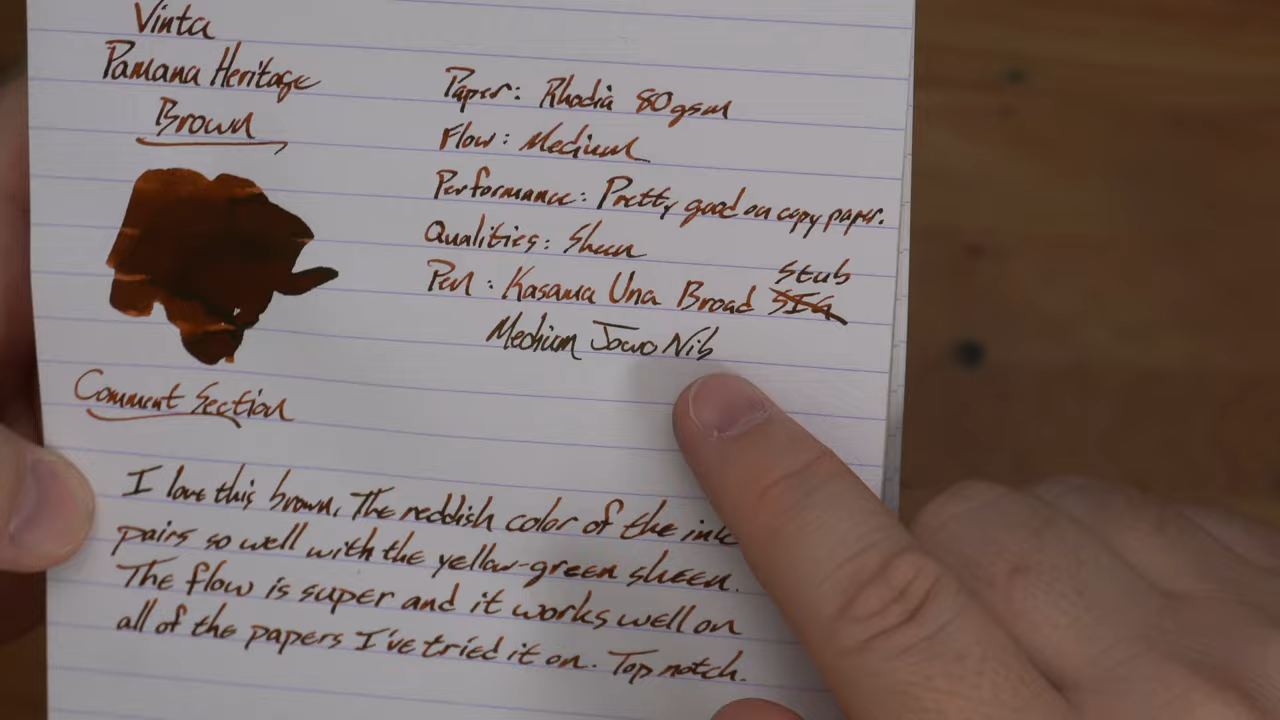 Vinta
Pamana Heritage
Brown
Paper: Rhodia 80gsm
Flow: Medium
Performance: Pretty good on copy paper.
Qualities: Sheen
Pen: Kasama Una Broad SIG Stub
Medium Jowo Nib
Comment Section
I love this brown. The reddish color of the ink
pairs so well with the yellow-green sheen.
The flow is super and it works well on
all of the papers I've tried it on. Top notch.